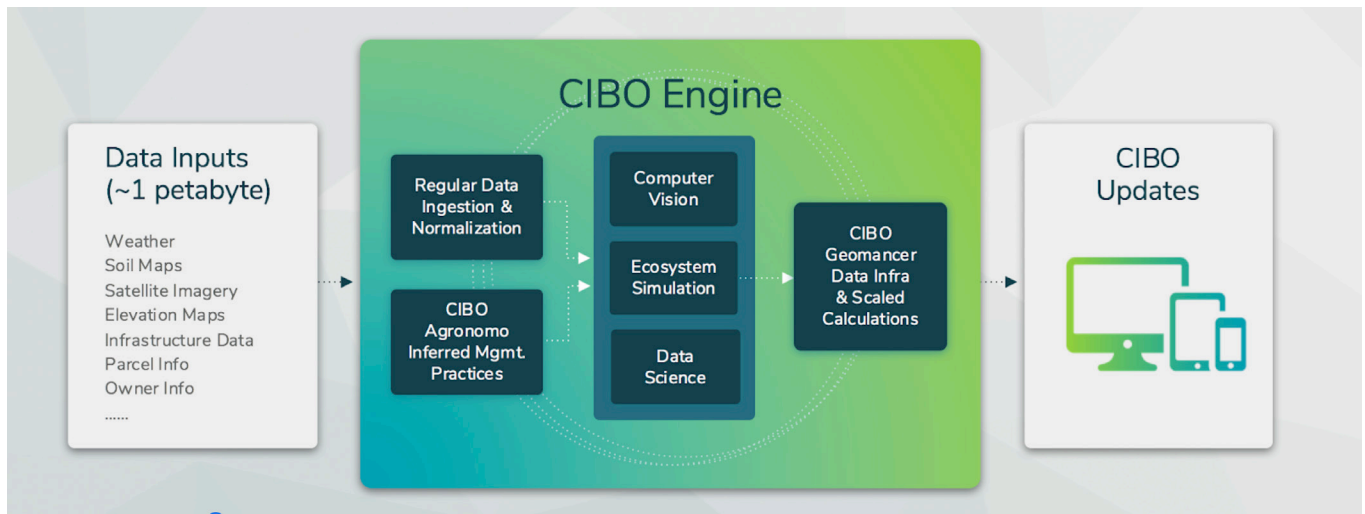 CIBO Engine
Data Inputs
(~1 petabyte)
Weather
Soil Maps
Satellite Imagery
Elevation Maps
Infrastructure Data
Parcel Info
Owner Info
......
Regular Data
Ingestion &
Normalization
CIBO
Agronomo
Inferred Mgmt.
Practices
Computer
Vision
Ecosystem
Simulation
Data
Science
CIBO
Geomancer
Data Infra
& Scaled
Calculations
CIBO
Updates